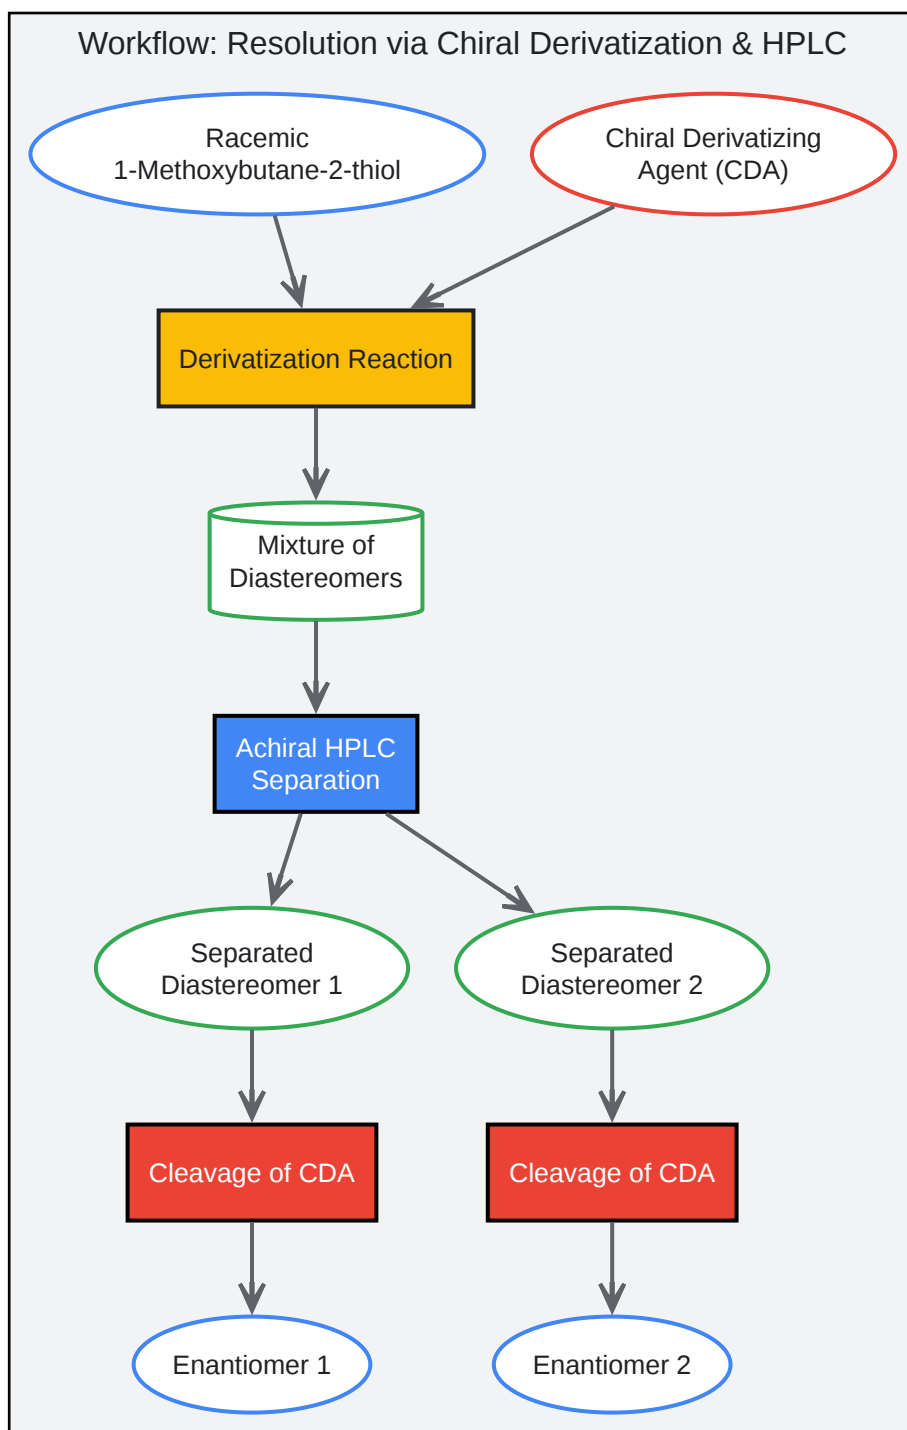 Workflow: Resolution via Chiral Derivatization & HPLC
Racemic
1-Methoxybutane-2-thiol
Chiral Derivatizing
Agent (CDA)
Derivatization Reaction
Mixture of
Diastereomers
Achiral HPLC
Separation
Separated
Diastereomer 1
Separated
Diastereomer 2
Cleavage of CDA
Cleavage of CDA
Enantiomer 1
Enantiomer 2